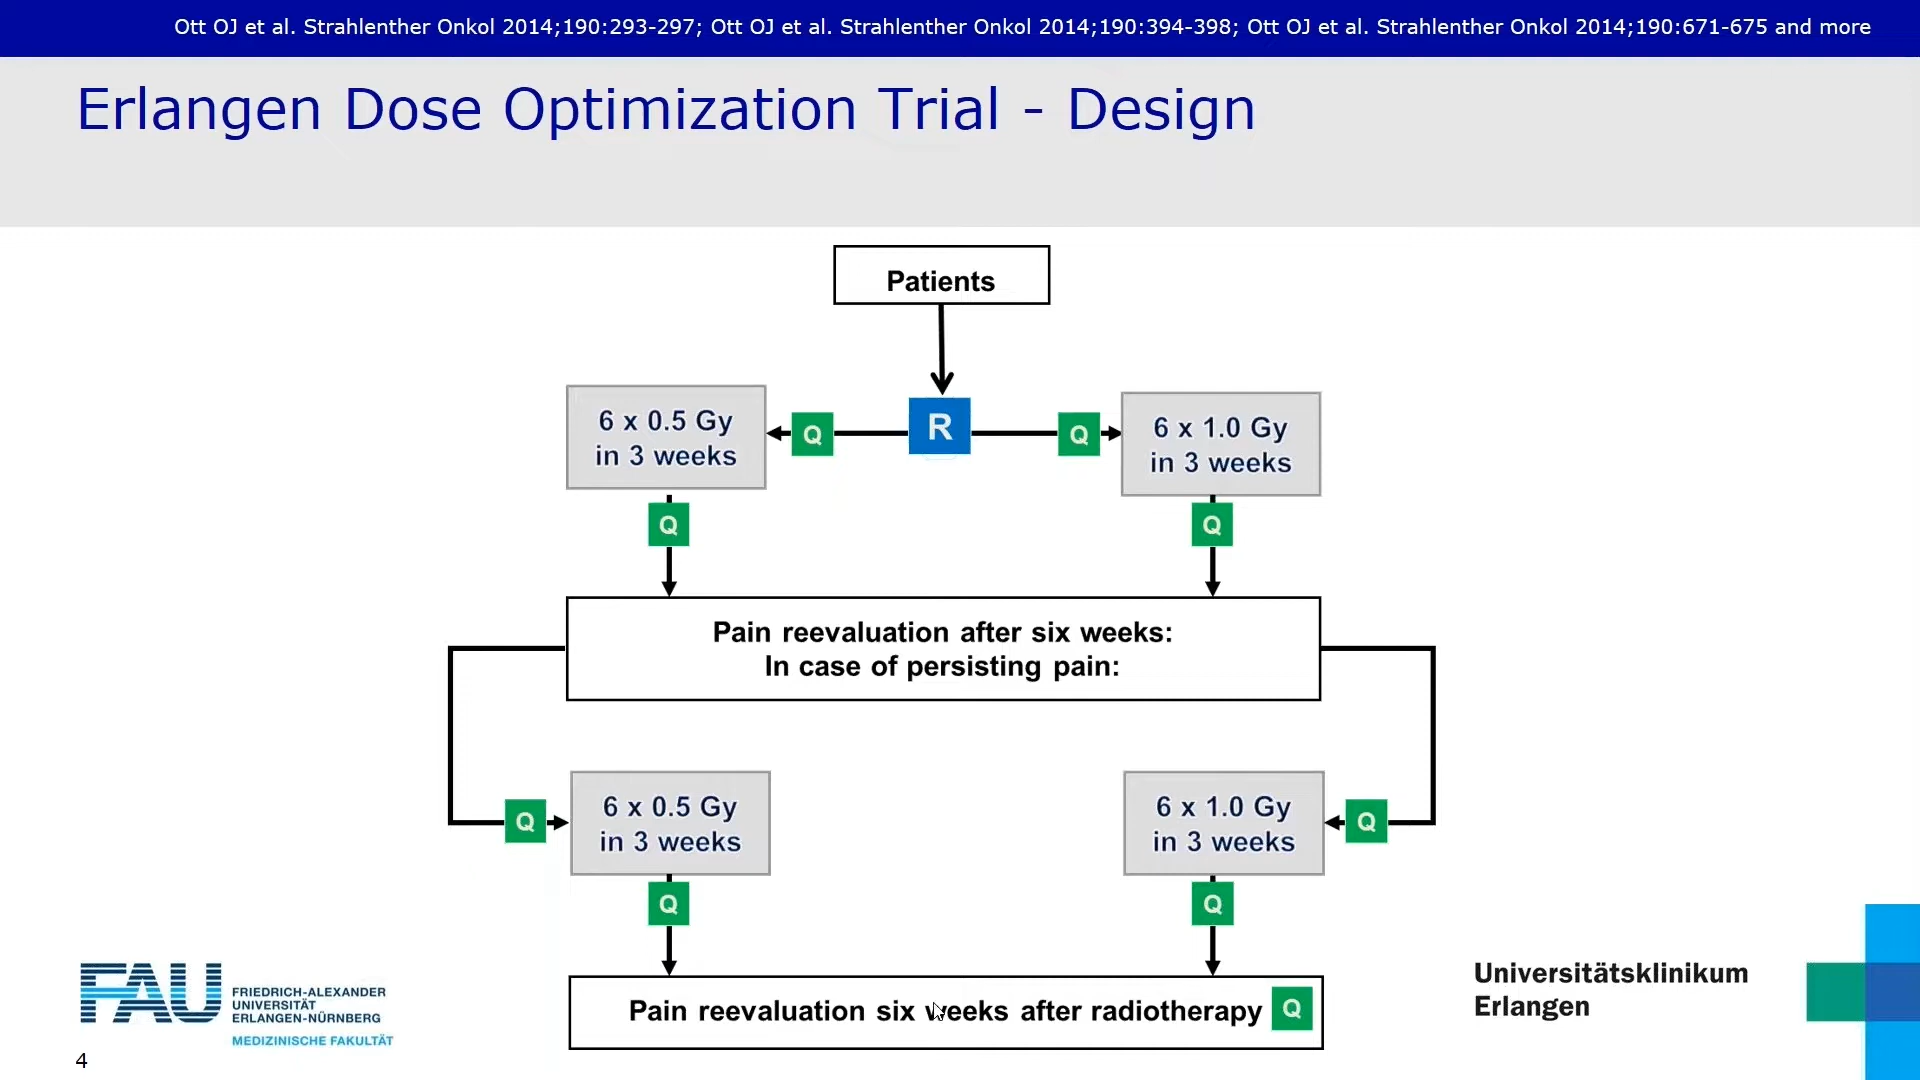 Ott OJ et al. Strahlenther Onkol 2014;190:293-297; Ott OJ et al. Strahlenther Onkol 2014;190:394-398; Ott OJ et al. Strahlenther Onkol 2014;190:671-675 and more
Erlangen Dose Optimization Trial - Design
Patients
6 x 0.5 Gy
in 3 weeks
Q
R
Q
6 x 1.0 Gy
in 3 weeks
Q
Q
Pain reevaluation after six weeks:
In case of persisting pain:
Q
6 x 0.5 Gy
in 3 weeks
6 x 1.0 Gy
in 3 weeks
Q
Q
Q
Pain reevaluation six weeks after radiotherapy Q
FAU
FRIEDRICH-ALEXANDER
UNIVERSITÄT
ERLANGEN-NÜRNBERG
MEDIZINISCHE FAKULTÄT
Universitätsklinikum
Erlangen
4